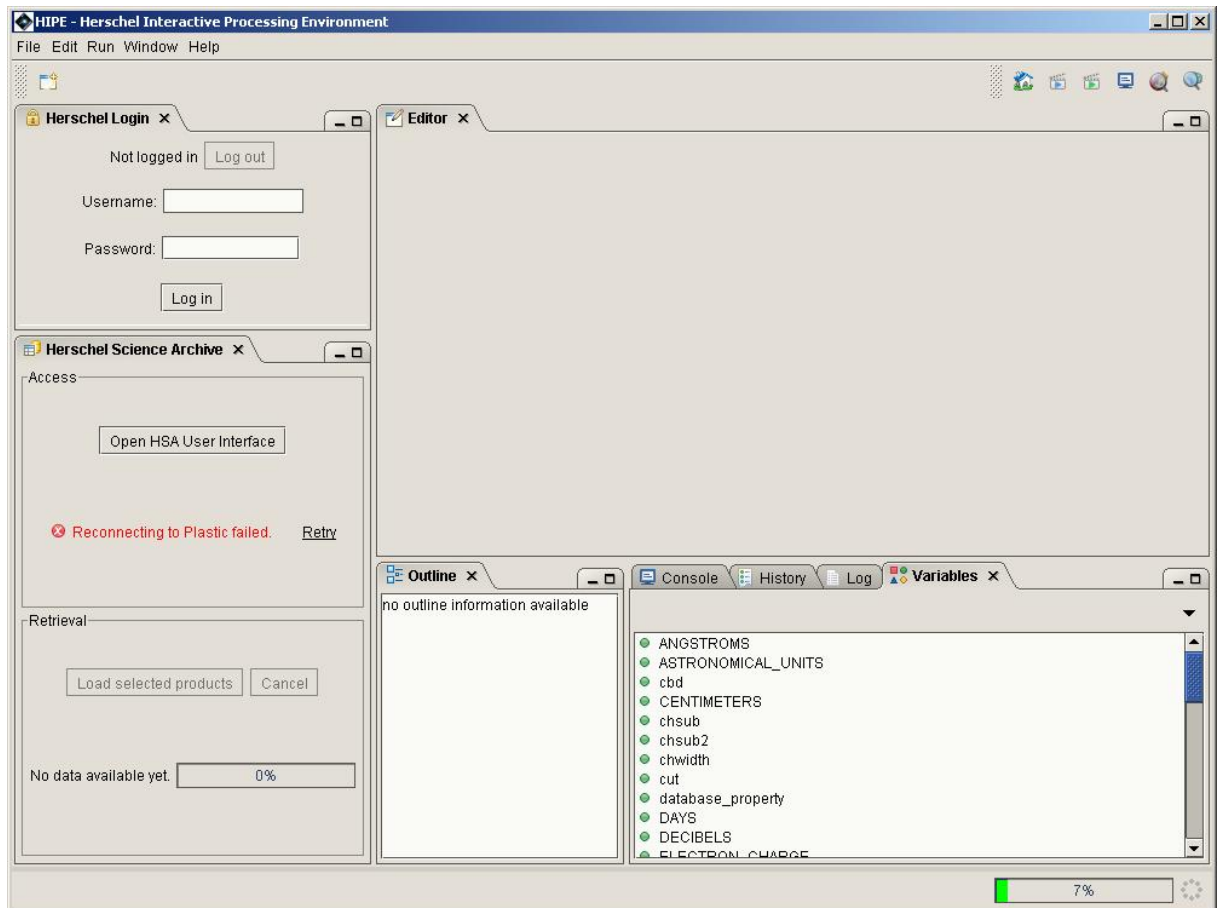 HIPE - Herschel Interactive Processing Environment
File Edit Run Window Help
Herschel Login
Not logged in Log out
Username:
Password:
Log in
Herschel Science Archive
Access
Open HSA User Interface
Reconnecting to Plastic failed. Retry
Retrieval
Load selected products Cancel
No data available yet. 0%
Editor
Outline
no outline information available
Console History Log Variables
ANGSTROMS
ASTRONOMICAL_UNITS
cbd
CENTIMETERS
chsub
chsub2
chwidth
cut
database_property
DAYS
DECIBELS
ELECTRON_CHARGE
7%